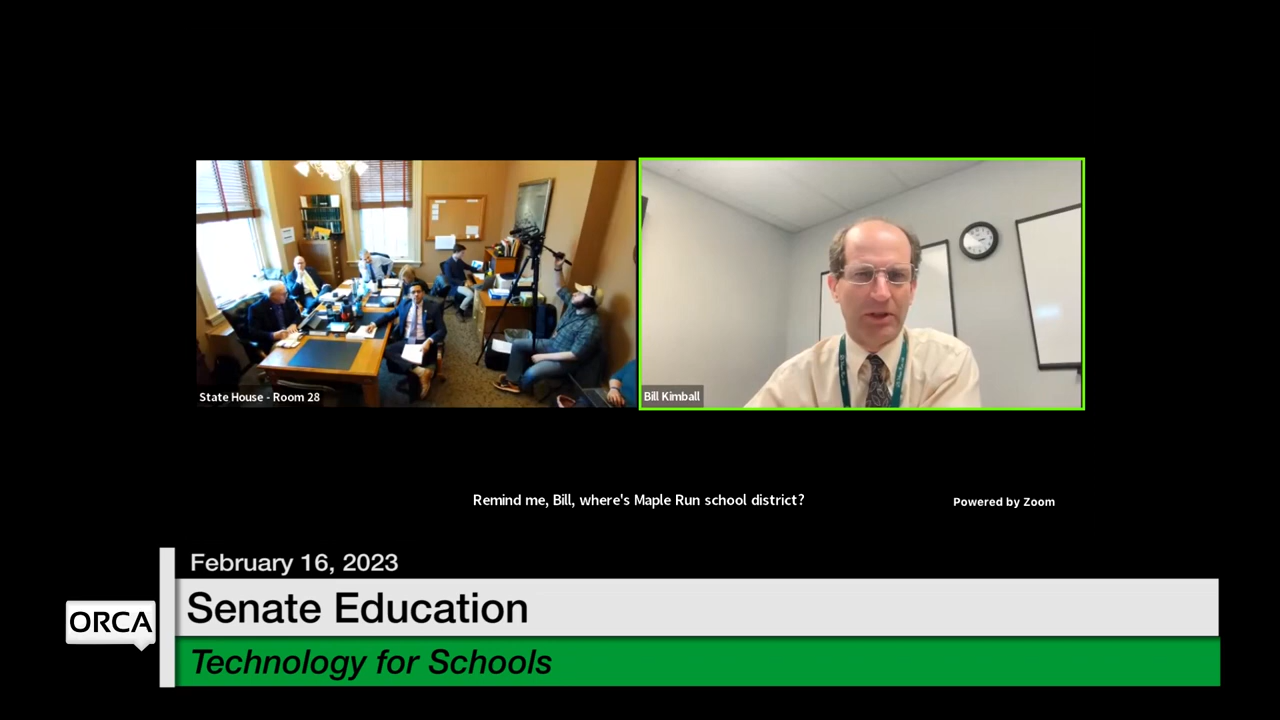 State House - Room 28
Bill Kimball
Remind me, Bill, where's Maple Run school district?
Powered by Zoom
February 16, 2023
Senate Education
ORCA
Technology for Schools